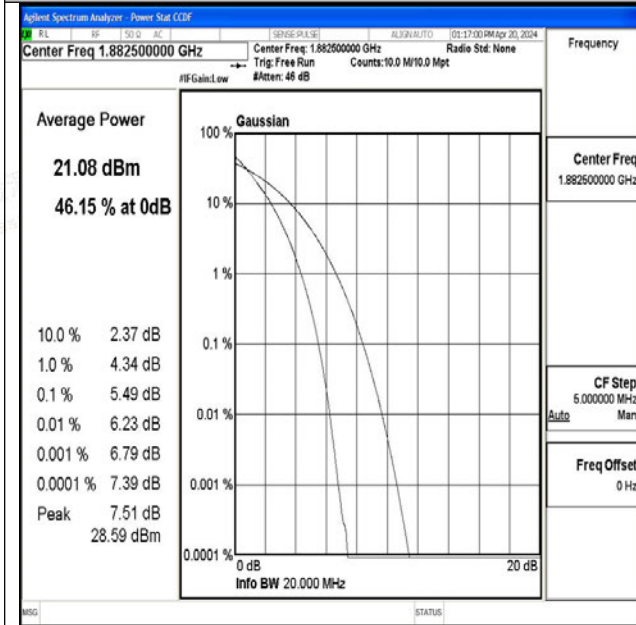 Agilent Spectrum Analyzer - Power Stat CCDF
RL RF 50 Ω AC SENSE:PULSE ALIGN AUTO 01:17:00 PM Apr 20, 2024
Center Freq 1.882500000 GHz
Center Freq: 1.882500000 GHz Radio Std: None
Trig: Free Run Counts:10.0 M/10.0 Mpt
#IFGain:Low #Atten: 46 dB
Frequency
Average Power
21.08 dBm
46.15 % at 0dB
10.0 % 2.37 dB
1.0 % 4.34 dB
0.1 % 5.49 dB
0.01 % 6.23 dB
0.001 % 6.79 dB
0.0001 % 7.39 dB
Peak 7.51 dB
28.59 dBm
Gaussian
100 %
10 %
1 %
0.1 %
0.01 %
0.001 %
0.0001 %
0 dB 20 dB
Info BW 20.000 MHz
Center Freq
1.882500000 GHz
CF Step
5.000000 MHz
Auto Man
Freq Offset
0 Hz
MSG STATUS